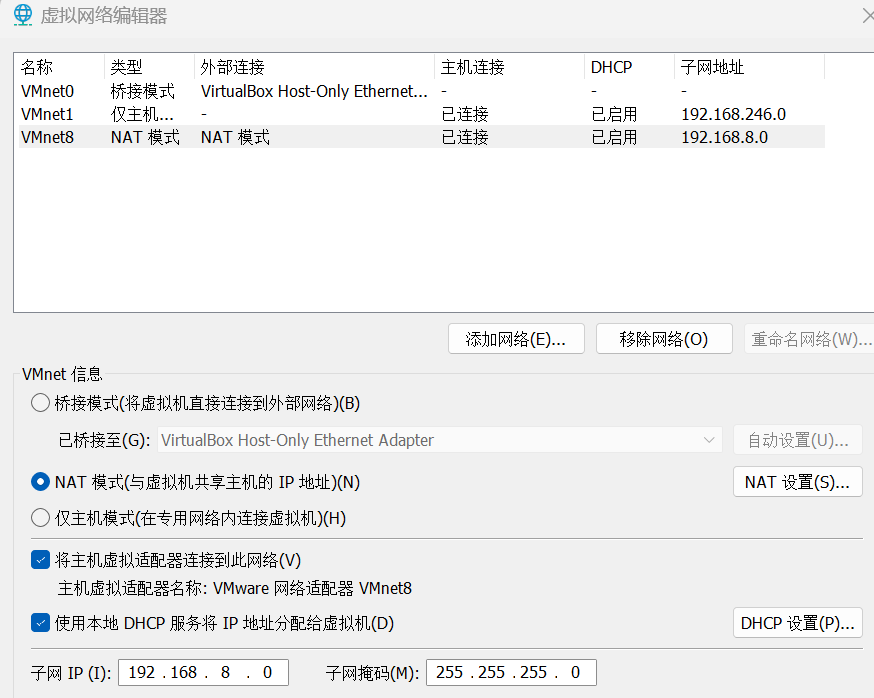 虚拟网络编辑器
名称 类型 外部连接 主机连接 DHCP 子网地址
VMnet0 桥接模式 VirtualBox Host-Only Ethernet... - - -
VMnet1 仅主机... - 已连接 已启用 192.168.246.0
VMnet8 NAT 模式 NAT 模式 已连接 已启用 192.168.8.0
添加网络(E)... 移除网络(O) 重命名网络(W)...
VMnet 信息
桥接模式(将虚拟机直接连接到外部网络)(B)
已桥接至(G): VirtualBox Host-Only Ethernet Adapter 自动设置(U)...
NAT 模式(与虚拟机共享主机的 IP 地址)(N) NAT 设置(S)...
仅主机模式(在专用网络内连接虚拟机)(H)
将主机虚拟适配器连接到此网络(V)
主机虚拟适配器名称: VMware 网络适配器 VMnet8
使用本地 DHCP 服务将 IP 地址分配给虚拟机(D) DHCP 设置(P)...
子网 IP (I): 192 . 168 . 8 . 0 子网掩码(M): 255 . 255 . 255 . 0